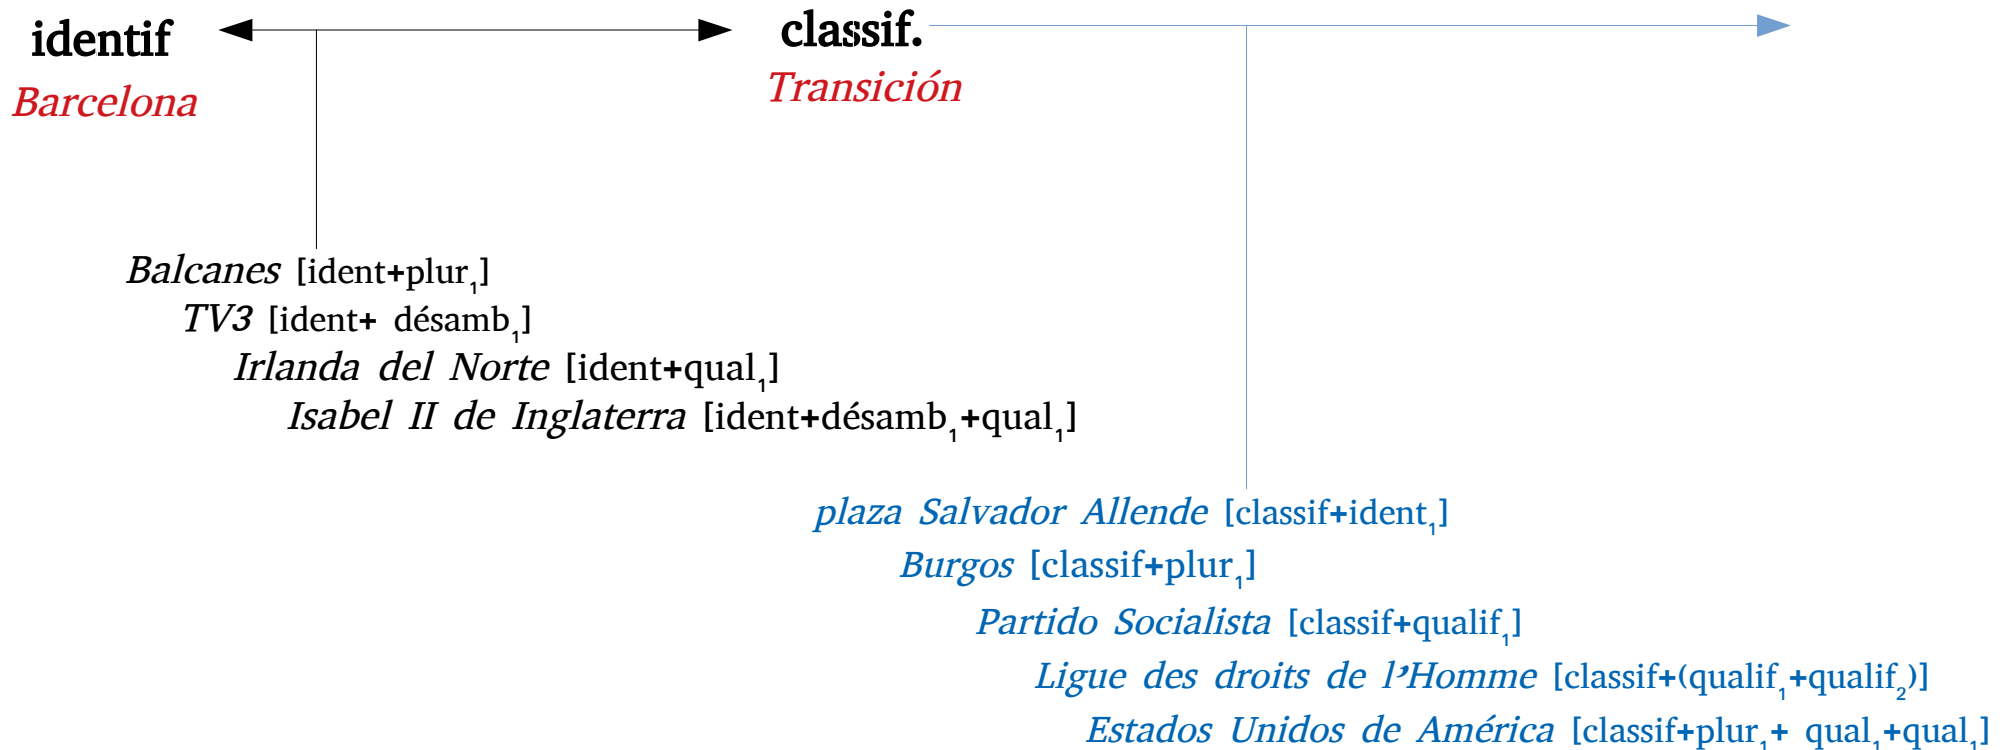 identif classif.
Barcelona Transición
Balcanes [ident+plur₁]
TV3 [ident+ désamb₁]
Irlanda del Norte [ident+qual₁]
Isabel II de Inglaterra [ident+désamb₁+qual₁]
plaza Salvador Allende [classif+ident₁]
Burgos [classif+plur₁]
Partido Socialista [classif+qualif₁]
Ligue des droits de l’Homme [classif+(qualif₁+qualif₂)]
Estados Unidos de América [classif+plur₁+ qual₁+qual₁]